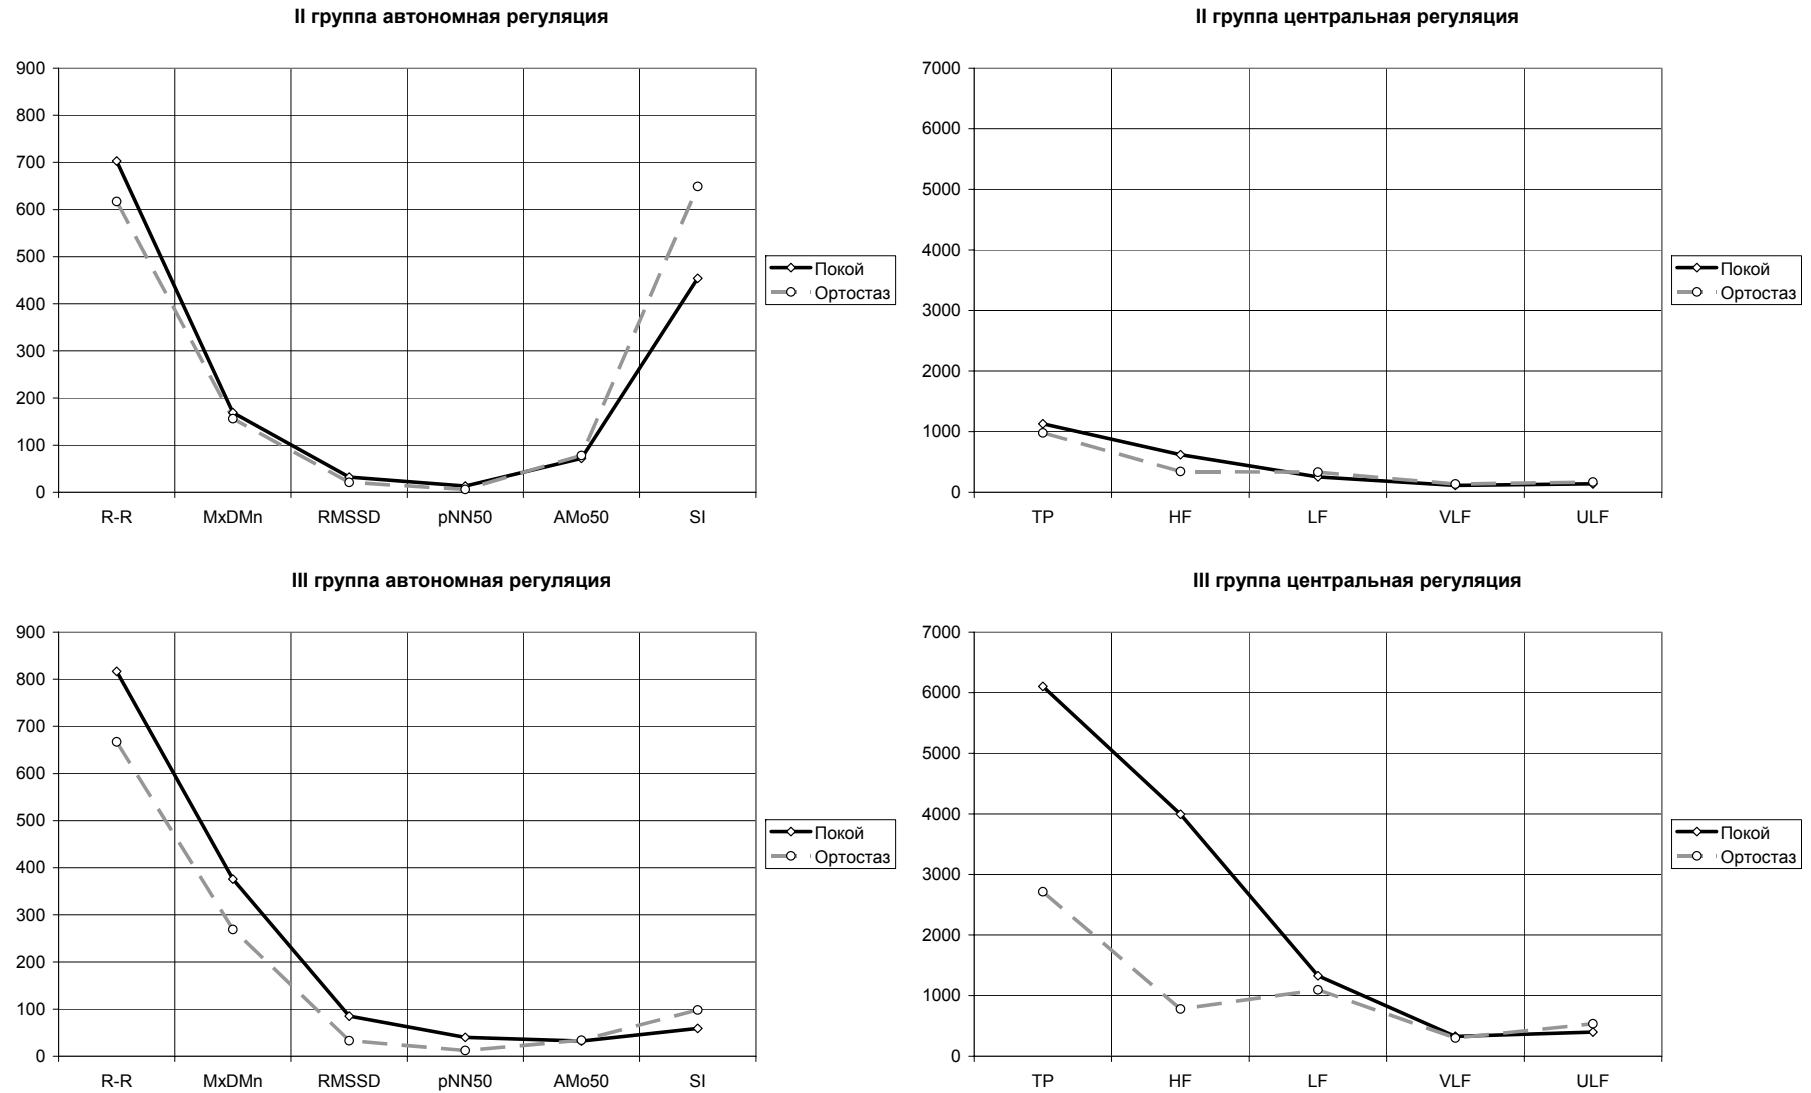 II группа автономная регуляция
900
800
700
600
500
400
300
200
100
0
R-R MxDMn RMSSD pNN50 AMo50 SI
Покой
Ортостаз
II группа центральная регуляция
7000
6000
5000
4000
3000
2000
1000
0
TP HF LF VLF ULF
Покой
Ортостаз
III группа автономная регуляция
900
800
700
600
500
400
300
200
100
0
R-R MxDMn RMSSD pNN50 AMo50 SI
Покой
Ортостаз
III группа центральная регуляция
7000
6000
5000
4000
3000
2000
1000
0
TP HF LF VLF ULF
Покой
Ортостаз